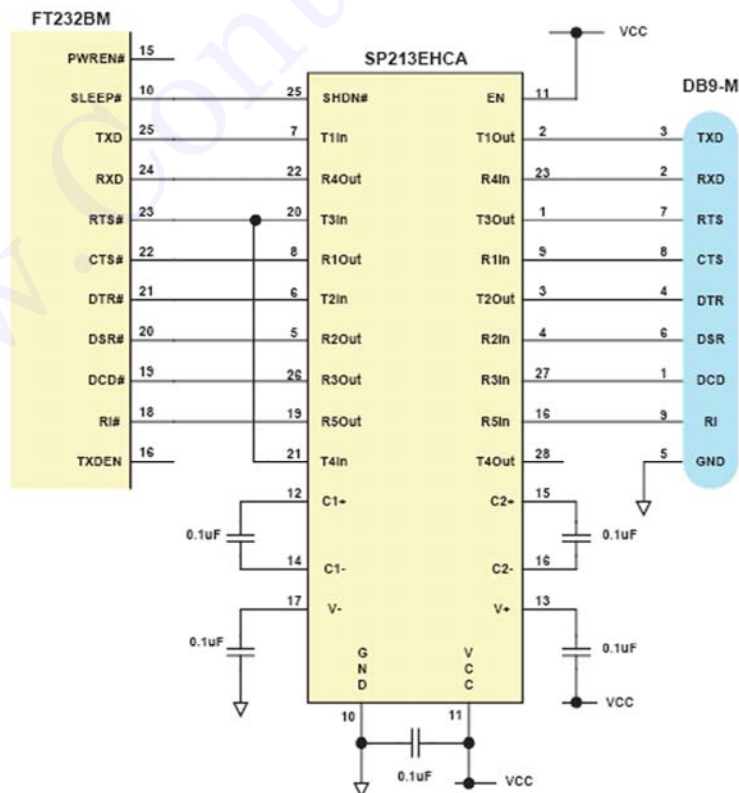 FT232BM
PWREN# 15
SLEEP# 10
TXD 25
RXD 24
RTS# 23
CTS# 22
DTR# 21
DSR# 20
DCD# 19
RI# 18
TXDEN 16
SP213EHCA
25 SHDN# EN 11
7 T1In T1Out 2
22 R4Out R4In 23
20 T3In T3Out 1
8 R1Out R1In 9
6 T2In T2Out 3
5 R2Out R2In 4
26 R3Out R3In 27
19 R5Out R5In 16
21 T4In T4Out 28
12 C1+ C2+ 15
0.1uF 0.1uF
14 C1- C2- 16
17 V- V+ 13
0.1uF 0.1uF
GND VCC
10 11
0.1uF
VCC
VCC
VCC
DB9-M
3 TXD
2 RXD
7 RTS
8 CTS
4 DTR
6 DSR
1 DCD
9 RI
5 GND
w.Con